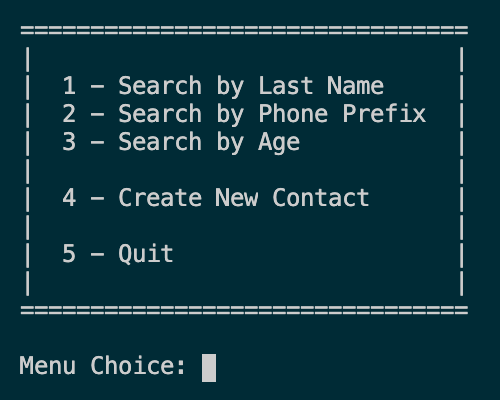 ================================
|                              |
|  1 - Search by Last Name     |
|  2 - Search by Phone Prefix  |
|  3 - Search by Age           |
|                              |
|  4 - Create New Contact      |
|                              |
|  5 - Quit                    |
|                              |
================================
Menu Choice: